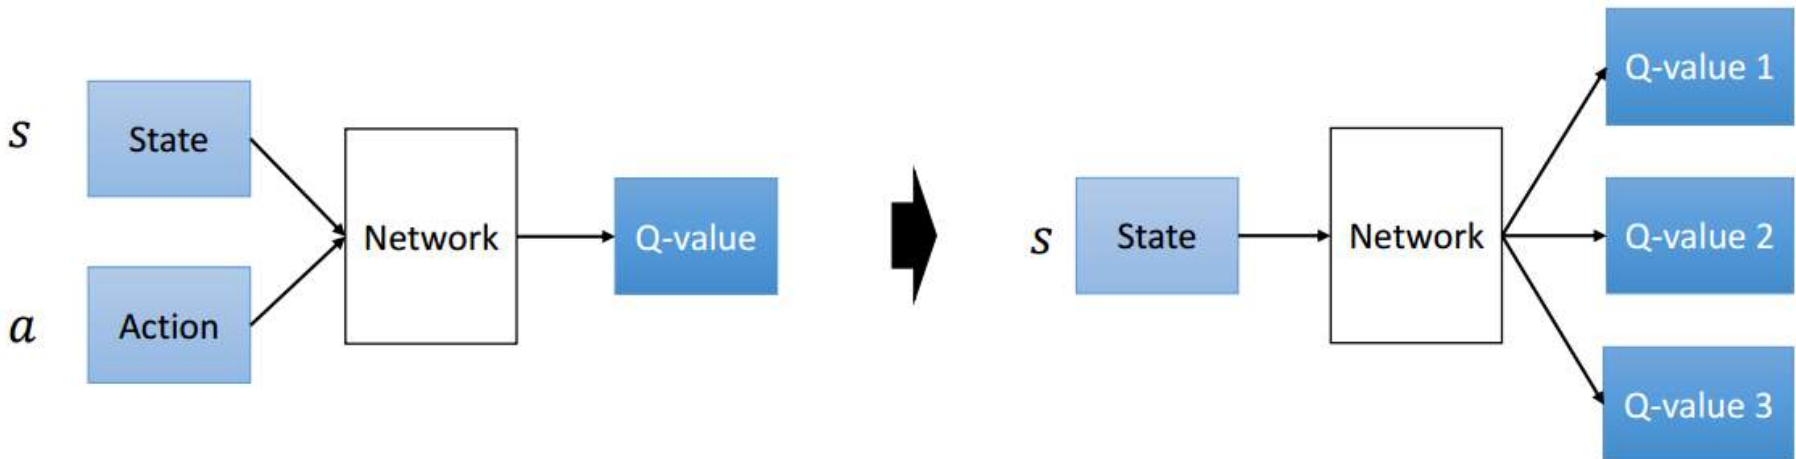 s
State
a
Action
Network
Q-value
s
State
Network
Q-value 1
Q-value 2
Q-value 3